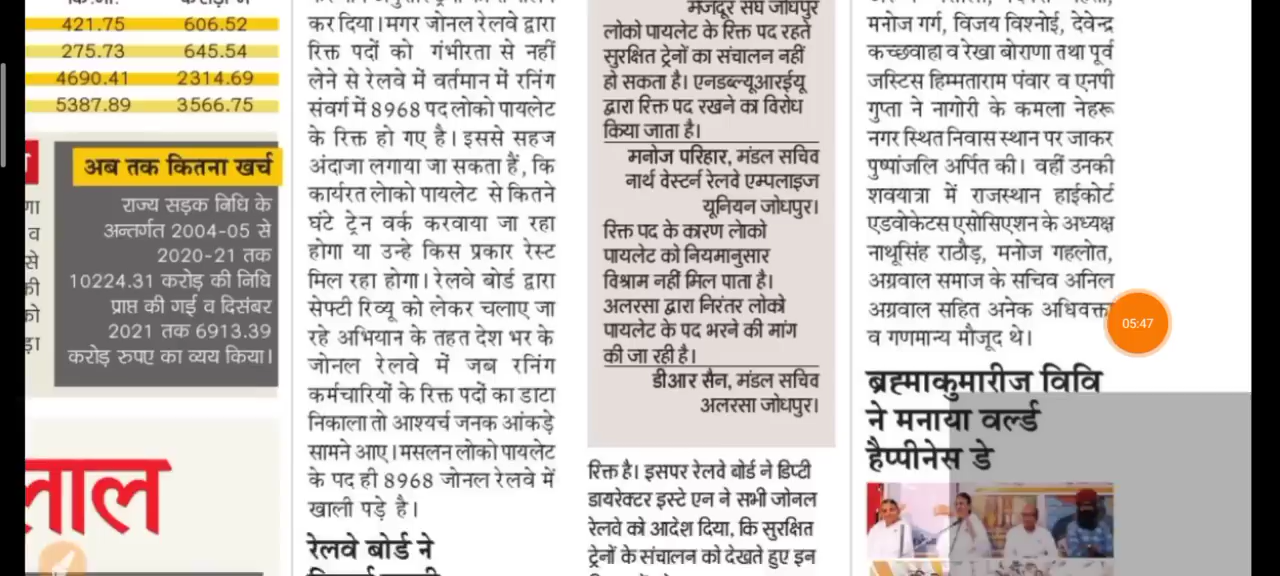 421.75 606.52
275.73 645.54
4690.41 2314.69
5387.89 3566.75
अब तक कितना खर्च
राज्य सड़क निधि के
अन्तर्गत 2004-05 से
2020-21 तक
10224.31 करोड़ की निधि
प्राप्त की गई व दिसंबर
2021 तक 6913.39
करोड़ रुपए का व्यय किया।
लाल
कर दिया। मगर जोनल रेलवे द्वारा
रिक्त पदों को गंभीरता से नहीं
लेने से रेलवे में वर्तमान में रनिंग
संवर्ग में 8968 पद लोको पायलेट
के रिक्त हो गए है। इससे सहज
अंदाजा लगाया जा सकता हैं, कि
कार्यरत लेाको पायलेट से कितने
घंटे ट्रेन वर्क करवाया जा रहा
होगा या उन्हे किस प्रकार रेस्ट
मिल रहा होगा। रेलवे बोर्ड द्वारा
सेफ्टी रिव्यू को लेकर चलाए जा
रहे अभियान के तहत देश भर के
जोनल रेलवे में जब रनिंग
कर्मचारियों के रिक्त पदों का डाटा
निकाला तो आश्यर्च जनक आंकड़े
सामने आए। मसलन लोको पायलेट
के पद ही 8968 जोनल रेलवे में
खाली पड़े है।
रेलवे बोर्ड ने
मजदूर संघ जोधपुर
लोको पायलेट के रिक्त पद रहते
सुरक्षित ट्रेनों का संचालन नहीं
हो सकता है। एनडब्ल्यूआरईयू
द्वारा रिक्त पद रखने का विरोध
किया जाता है।
मनोज परिहार, मंडल सचिव
नार्थ वेस्टर्न रेलवे एम्पलाइज
यूनियन जोधपुर।
रिक्त पद के कारण लेाको
पायलेट को नियमानुसार
विश्राम नहीं मिल पाता है।
अलरसा द्वारा निरंतर लोको
पायलेट के पद भरने की मांग
की जा रही है।
डीआर सैन, मंडल सचिव
अलरसा जोधपुर।
रिक्त है। इसपर रेलवे बोर्ड ने डिप्टी
डायरेक्टर इस्टे एन ने सभी जोनल
रेलवे को आदेश दिया, कि सुरक्षित
ट्रेनों के संचालन को देखते हुए इन
मनोज गर्ग, विजय विश्नोई, देवेन्द्र
कच्छवाहा व रेखा बोराणा तथा पूर्व
जस्टिस हिम्मताराम पंवार व एनपी
गुप्ता ने नागोरी के कमला नेहरू
नगर स्थित निवास स्थान पर जाकर
पुष्पांजलि अर्पित की। वहीं उनकी
शवयात्रा में राजस्थान हाईकोर्ट
एडवोकेट्स एसोसिएशन के अध्यक्ष
नाथूसिंह राठौड़, मनोज गहलोत,
अग्रवाल समाज के सचिव अनिल
अग्रवाल सहित अनेक अधिवक्ता
व गणमान्य मौजूद थे।
05:47
ब्रह्माकुमारीज विवि
ने मनाया वर्ल्ड
हैप्पीनेस डे